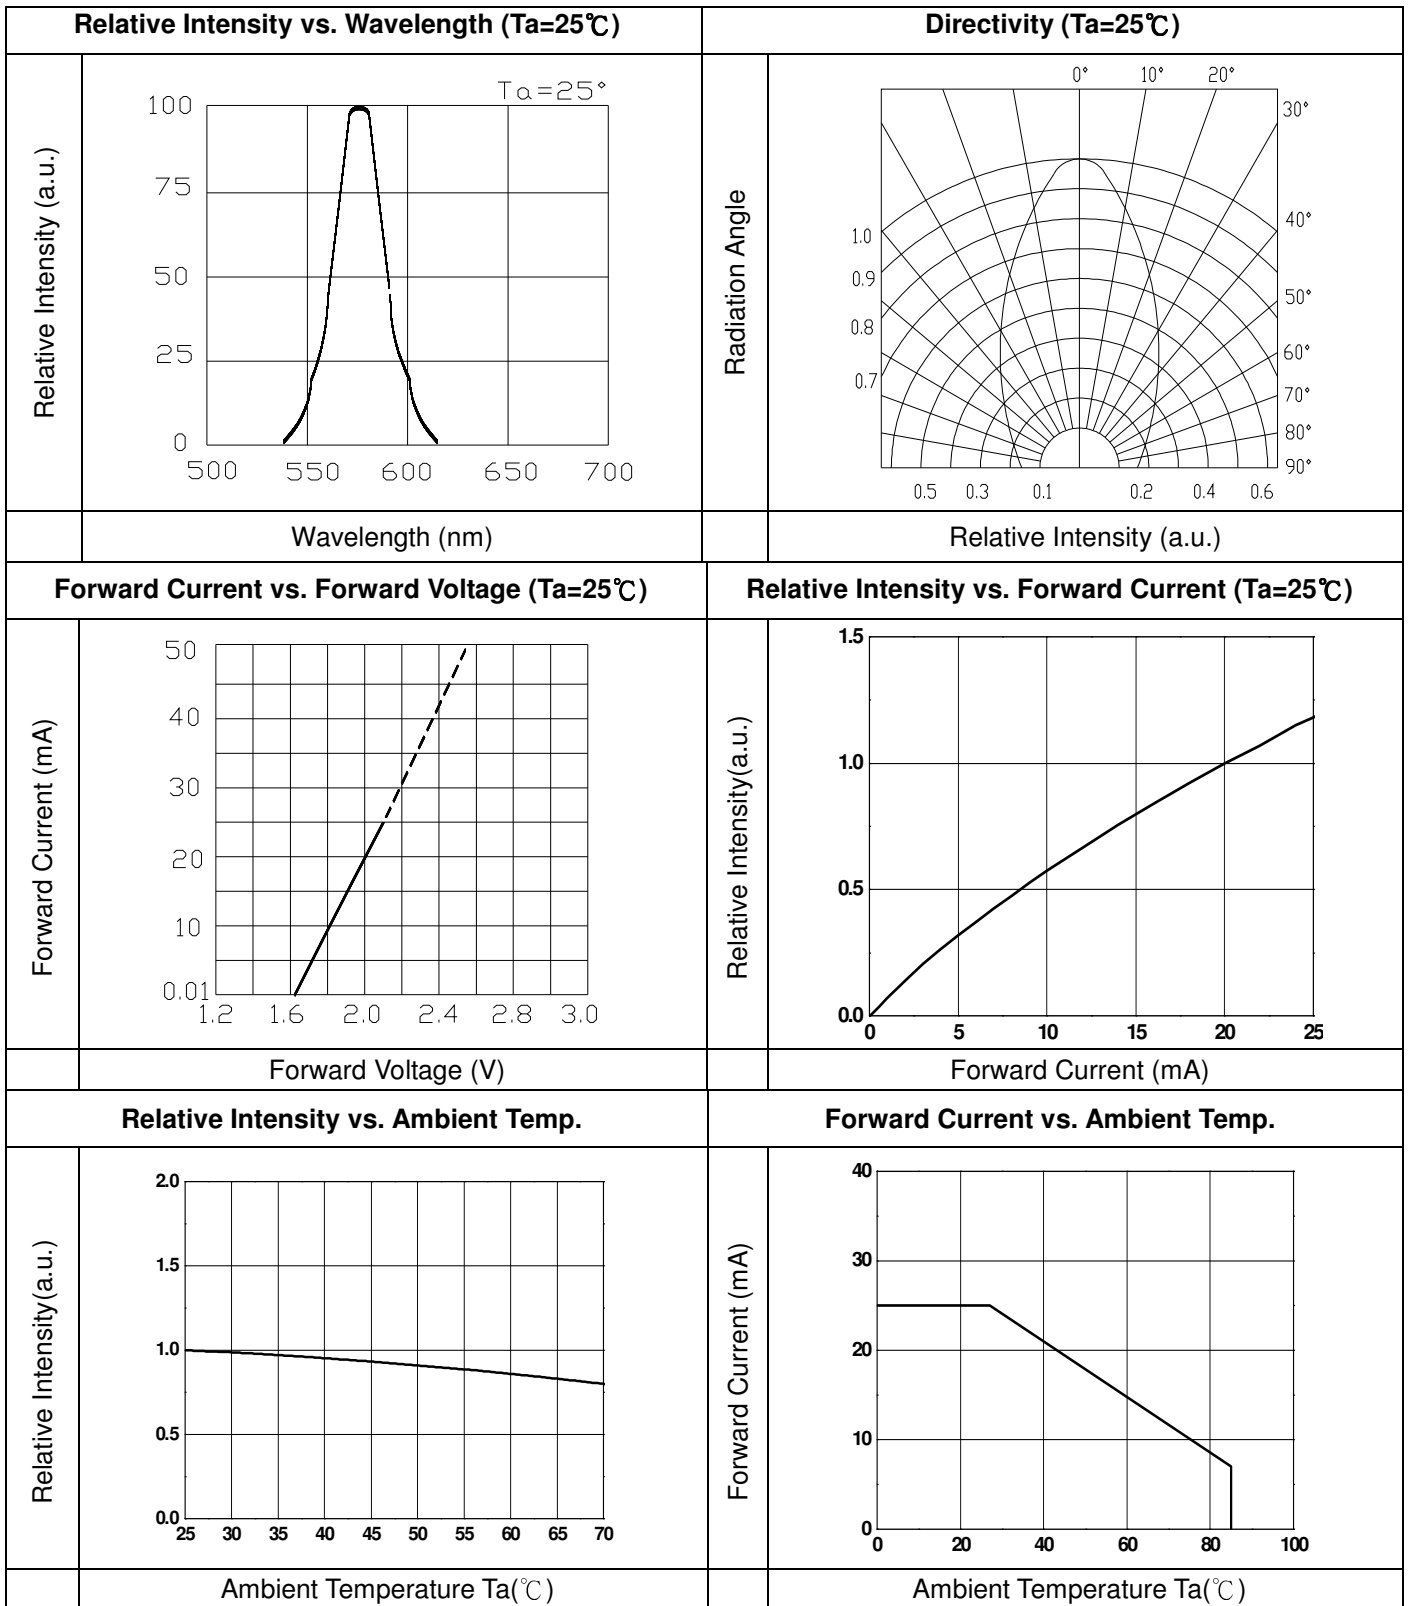 Relative Intensity vs. Wavelength (Ta=25℃)
Directivity (Ta=25℃)
Relative Intensity (a.u.)
Ta=25°
100
75
50
25
0
500 550 600 650 700
Wavelength (nm)
Radiation Angle
0° 10° 20°
30°
40°
50°
60°
70°
80°
90°
1.0
0.9
0.8
0.7
0.5 0.3 0.1 0.2 0.4 0.6
Relative Intensity (a.u.)
Forward Current vs. Forward Voltage (Ta=25℃)
Relative Intensity vs. Forward Current (Ta=25℃)
Forward Current (mA)
50
40
30
20
10
0.01
1.2 1.6 2.0 2.4 2.8 3.0
Forward Voltage (V)
Relative Intensity(a.u.)
1.5
1.0
0.5
0.0
0 5 10 15 20 25
Forward Current (mA)
Relative Intensity vs. Ambient Temp.
Forward Current vs. Ambient Temp.
Relative Intensity(a.u.)
2.0
1.5
1.0
0.5
0.0
25 30 35 40 45 50 55 60 65 70
Ambient Temperature Ta(℃)
Forward Current (mA)
40
30
20
10
0
0 20 40 60 80 100
Ambient Temperature Ta(℃)